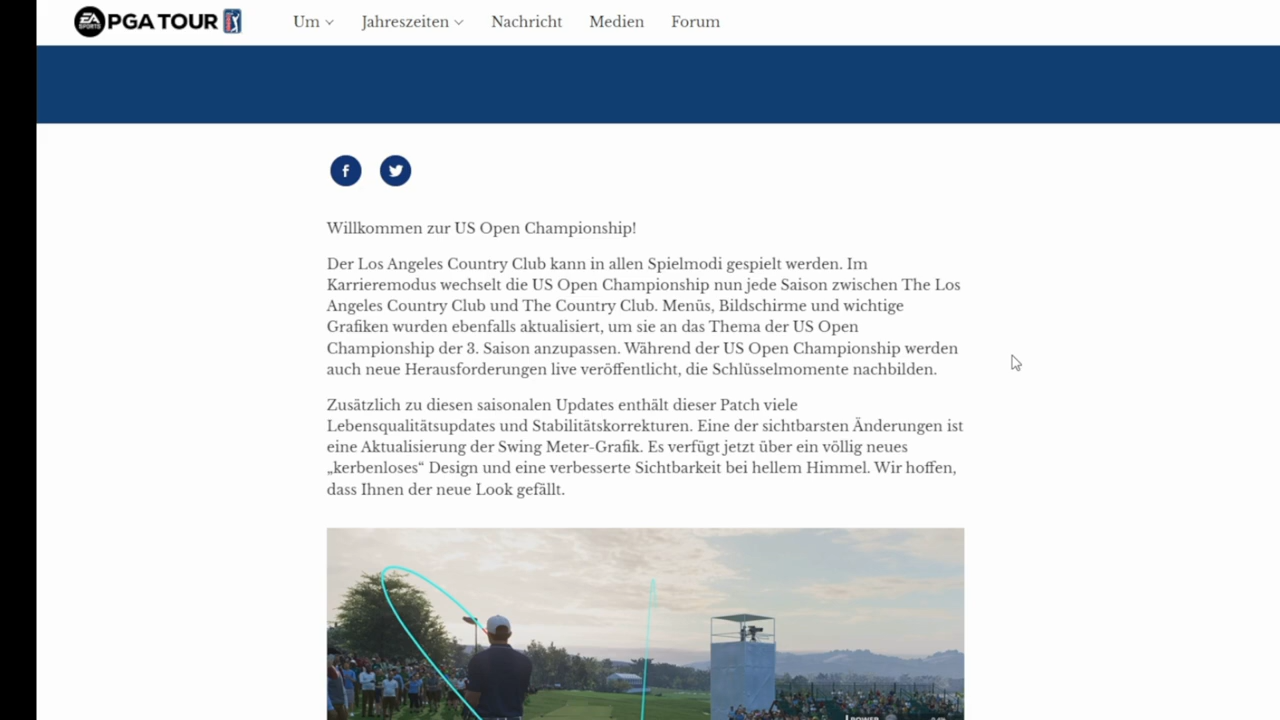 EA SPORTS PGA TOUR
Um Jahreszeiten Nachricht Medien Forum
Willkommen zur US Open Championship!
Der Los Angeles Country Club kann in allen Spielmodi gespielt werden. Im
Karrieremodus wechselt die US Open Championship nun jede Saison zwischen The Los
Angeles Country Club und The Country Club. Menüs, Bildschirme und wichtige
Grafiken wurden ebenfalls aktualisiert, um sie an das Thema der US Open
Championship der 3. Saison anzupassen. Während der US Open Championship werden
auch neue Herausforderungen live veröffentlicht, die Schlüsselmomente nachbilden.
Zusätzlich zu diesen saisonalen Updates enthält dieser Patch viele
Lebensqualitätsupdates und Stabilitätskorrekturen. Eine der sichtbarsten Änderungen ist
eine Aktualisierung der Swing Meter-Grafik. Es verfügt jetzt über ein völlig neues
„kerbenloses“ Design und eine verbesserte Sichtbarkeit bei hellem Himmel. Wir hoffen,
dass Ihnen der neue Look gefällt.
POWER